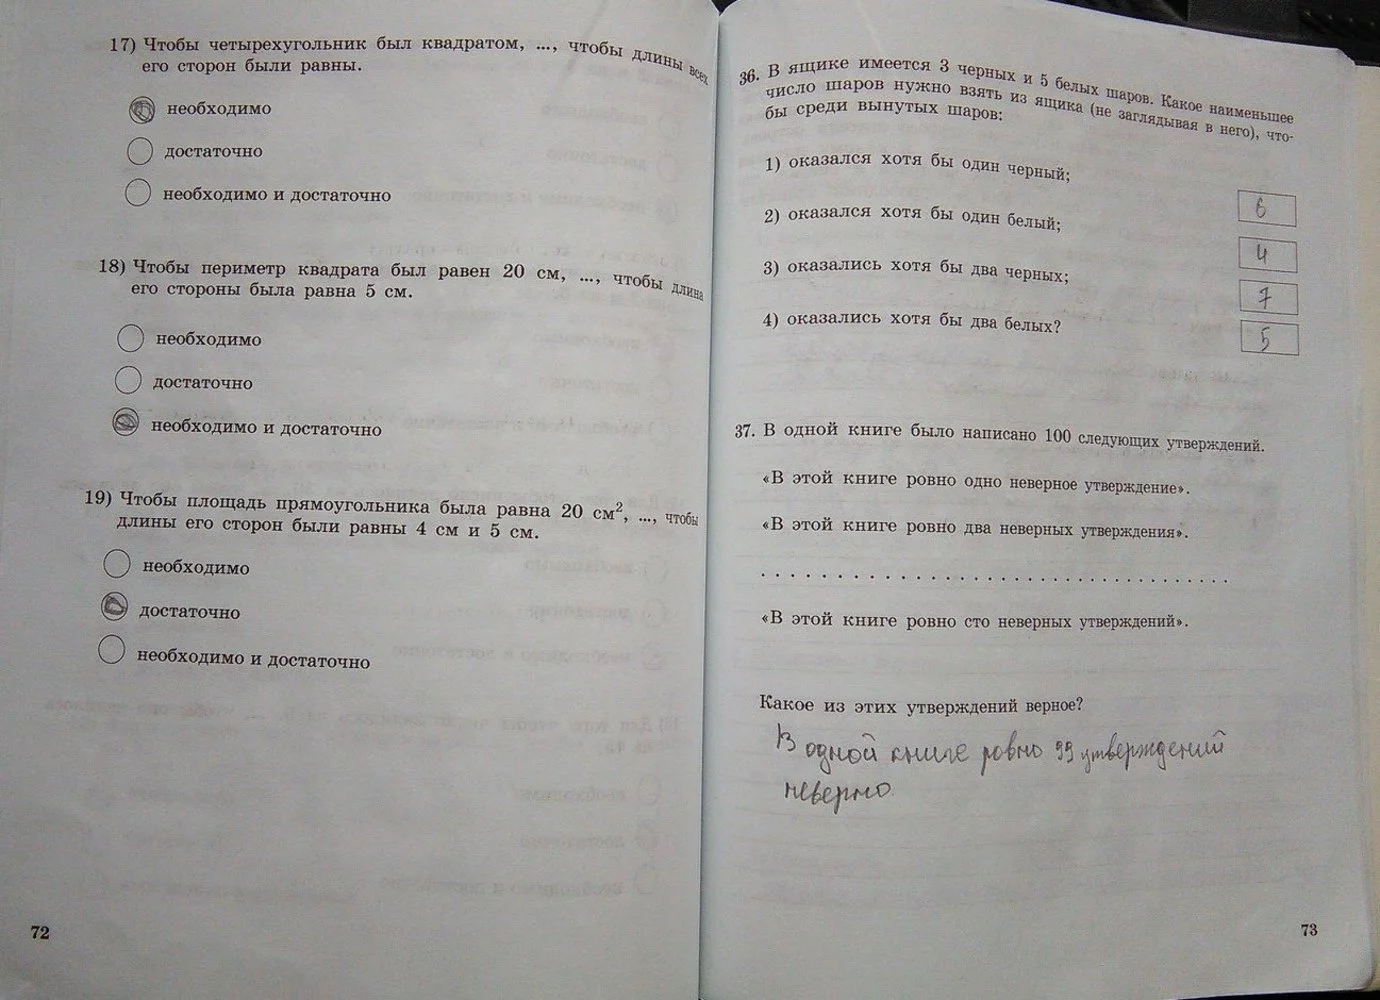 17) Чтобы четырехугольник был квадратом, ..., чтобы длины всех
его сторон были равны.
необходимо
достаточно
необходимо и достаточно
18) Чтобы периметр квадрата был равен 20 см, ..., чтобы длина
его стороны была равна 5 см.
необходимо
достаточно
необходимо и достаточно
19) Чтобы площадь прямоугольника была равна 20 см², ..., чтобы
длины его сторон были равны 4 см и 5 см.
необходимо
достаточно
необходимо и достаточно
72
36. В ящике имеется 3 черных и 5 белых шаров. Какое наименьшее
число шаров нужно взять из ящика (не заглядывая в него), что-
бы среди вынутых шаров:
1) оказался хотя бы один черный;
6
2) оказался хотя бы один белый;
4
3) оказались хотя бы два черных;
7
4) оказались хотя бы два белых?
5
37. В одной книге было написано 100 следующих утверждений.
«В этой книге ровно одно неверное утверждение».
«В этой книге ровно два неверных утверждения».
. . . . . . . . . . . . . . . . . . . . . . . . . . . . . . . .
«В этой книге ровно сто неверных утверждений».
Какое из этих утверждений верное?
В одной книге ровно 99 утверждений
неверно
73